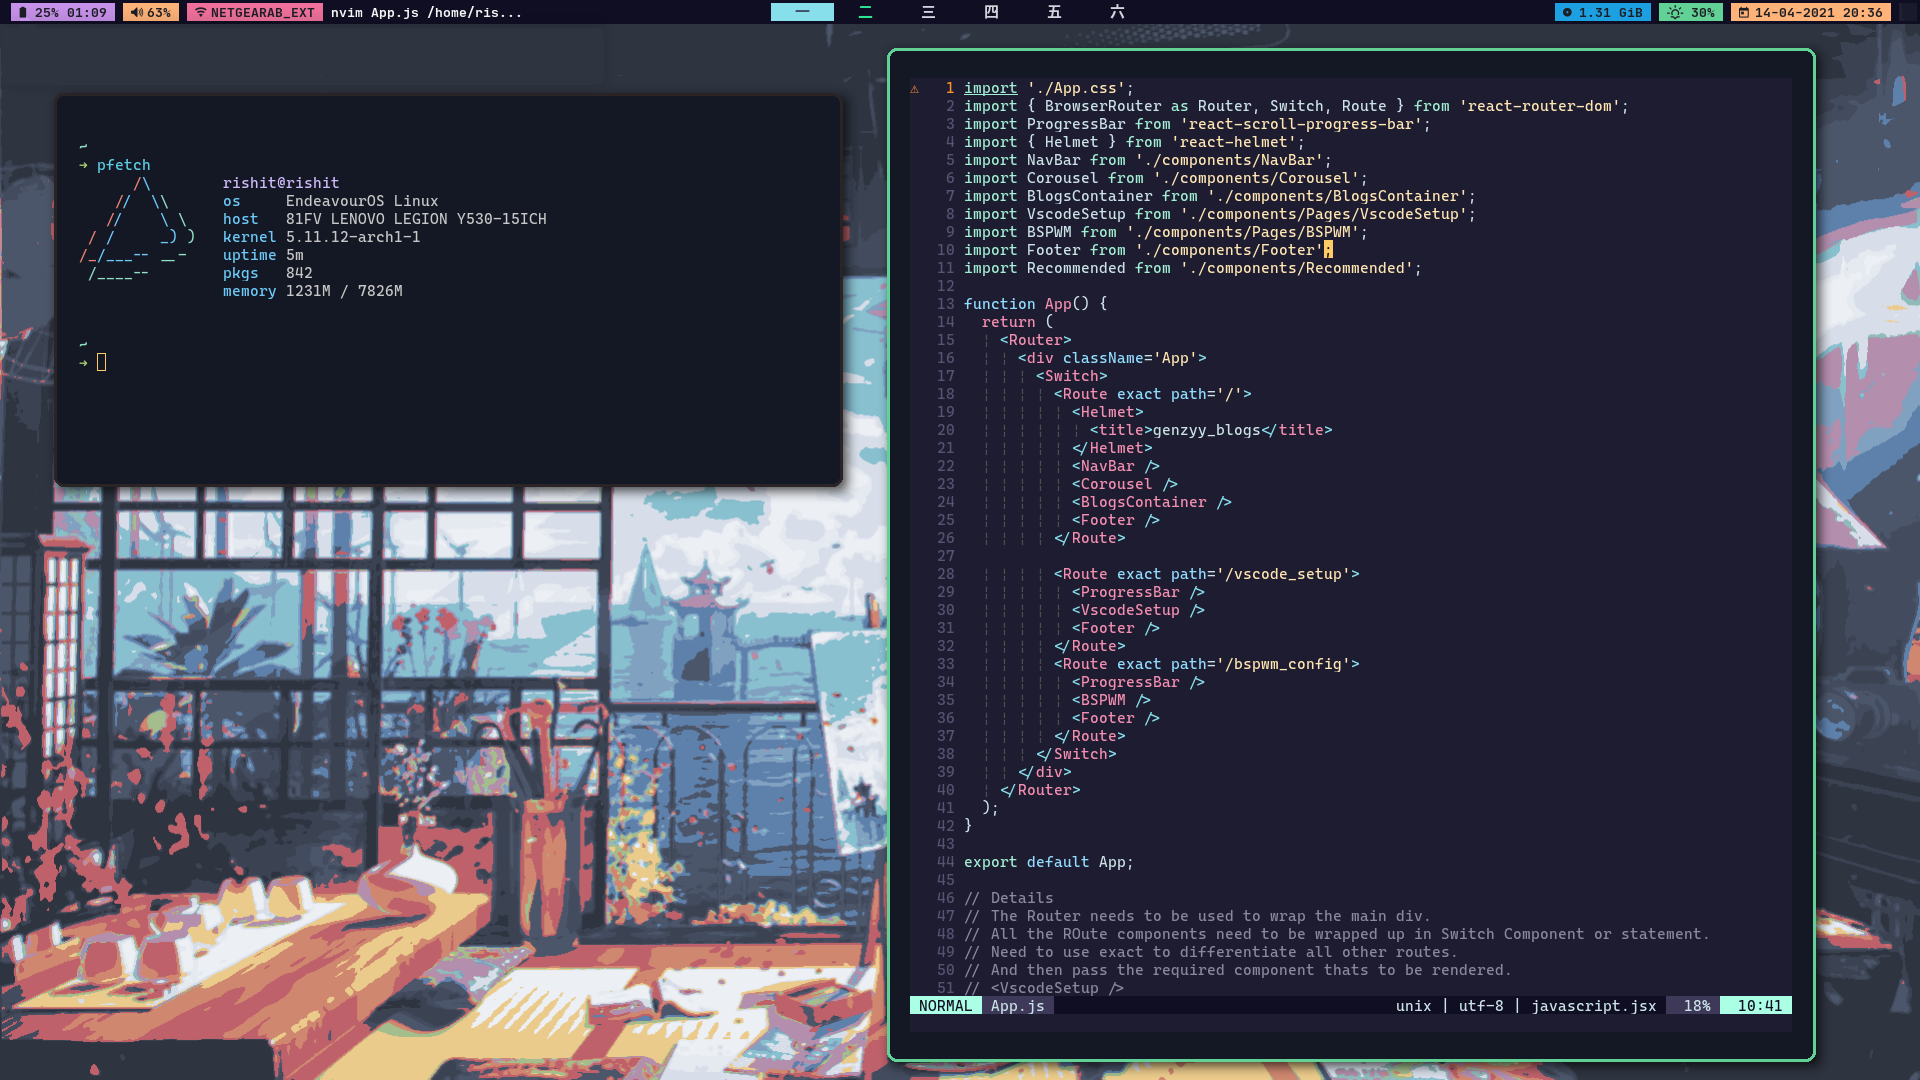 25% 01:09 63% NETGEARAB_EXT nvim App.js /home/ris... 一 二 三 四 五 六 1.31 GiB 30% 14-04-2021 20:36
~
→ pfetch
rishit@rishit
os EndeavourOS Linux
host 81FV LENOVO LEGION Y530-15ICH
kernel 5.11.12-arch1-1
uptime 5m
pkgs 842
memory 1231M / 7826M
~
→
1 import './App.css';
2 import { BrowserRouter as Router, Switch, Route } from 'react-router-dom';
3 import ProgressBar from 'react-scroll-progress-bar';
4 import { Helmet } from 'react-helmet';
5 import NavBar from './components/NavBar';
6 import Corousel from './components/Corousel';
7 import BlogsContainer from './components/BlogsContainer';
8 import VscodeSetup from './components/Pages/VscodeSetup';
9 import BSPWM from './components/Pages/BSPWM';
10 import Footer from './components/Footer';
11 import Recommended from './components/Recommended';
12
13 function App() {
14   return (
15     <Router>
16       <div className='App'>
17         <Switch>
18           <Route exact path='/'>
19             <Helmet>
20               <title>genzyy_blogs</title>
21             </Helmet>
22             <NavBar />
23             <Corousel />
24             <BlogsContainer />
25             <Footer />
26           </Route>
27
28           <Route exact path='/vscode_setup'>
29             <ProgressBar />
30             <VscodeSetup />
31             <Footer />
32           </Route>
33           <Route exact path='/bspwm_config'>
34             <ProgressBar />
35             <BSPWM />
36             <Footer />
37           </Route>
38         </Switch>
39       </div>
40     </Router>
41   );
42 }
43
44 export default App;
45
46 // Details
47 // The Router needs to be used to wrap the main div.
48 // All the ROute components need to be wrapped up in Switch Component or statement.
49 // Need to use exact to differentiate all other routes.
50 // And then pass the required component thats to be rendered.
51 // <VscodeSetup />
NORMAL App.js unix | utf-8 | javascript.jsx 18% 10:41